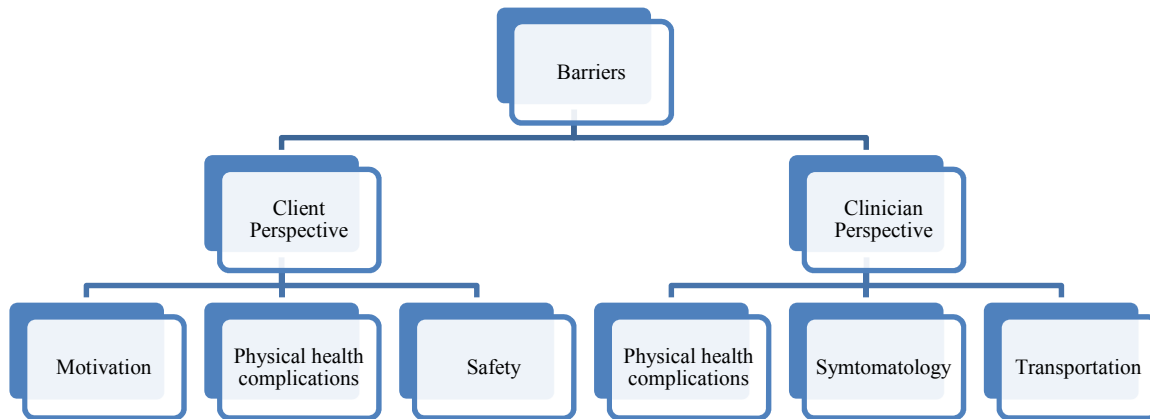 Barriers
Client
Perspective
Clinician
Perspective
Motivation
Physical health
complications
Safety
Physical health
complications
Symtomatology
Transportation